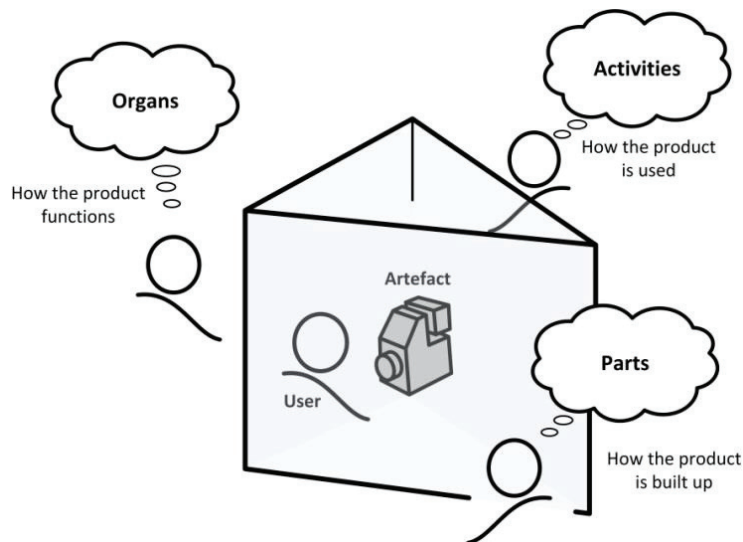 Organs
How the product
functions
Activities
How the product
is used
Artefact
User
Parts
How the product
is built up